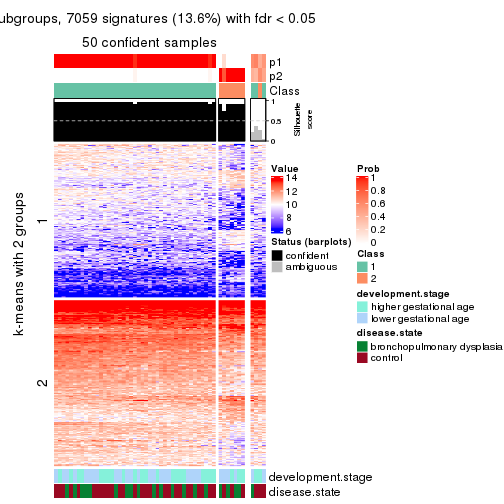 ubgroups, 7059 signatures (13.6%) with fdr < 0.05
50 confident samples
p1
p2
Class
1
0.5
0
Silhouette
score
k-means with 2 groups
1
2
Value
14
12
10
8
6
Status (barplots)
confident
ambiguous
Prob
1
0.8
0.6
0.4
0.2
0
Class
1
2
development.stage
higher gestational age
lower gestational age
disease.state
bronchopulmonary dysplasia
control
development.stage
disease.state